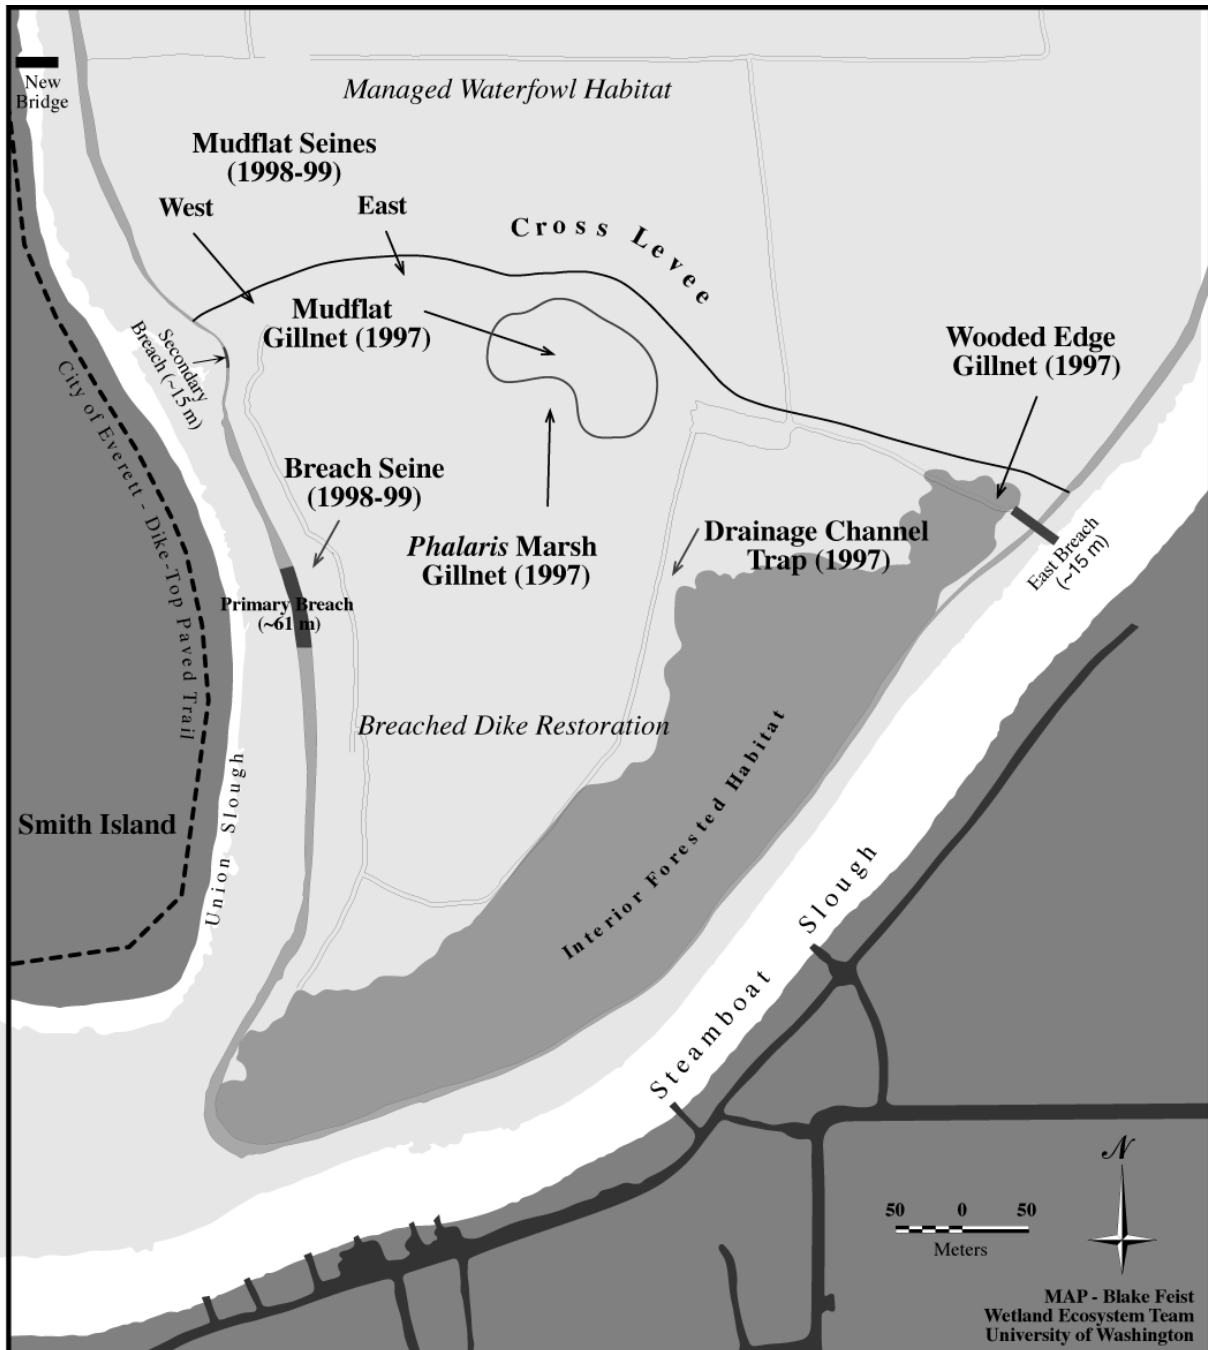 New
Bridge
Managed Waterfowl Habitat
Mudflat Seines
(1998-99)
West
East
Cross Levee
Mudflat
Gillnet (1997)
Wooded Edge
Gillnet (1997)
Secondary
Breach (~15 m)
City of Everett - Dike-Top Paved Trail
Breach Seine
(1998-99)
Phalaris Marsh
Gillnet (1997)
Drainage Channel
Trap (1997)
East Breach
(~15 m)
Primary Breach
(~61 m)
Breached Dike Restoration
Smith Island
Union Slough
Interior Forested Habitat
Steamboat Slough
N
50 0 50
Meters
MAP - Blake Feist
Wetland Ecosystem Team
University of Washington